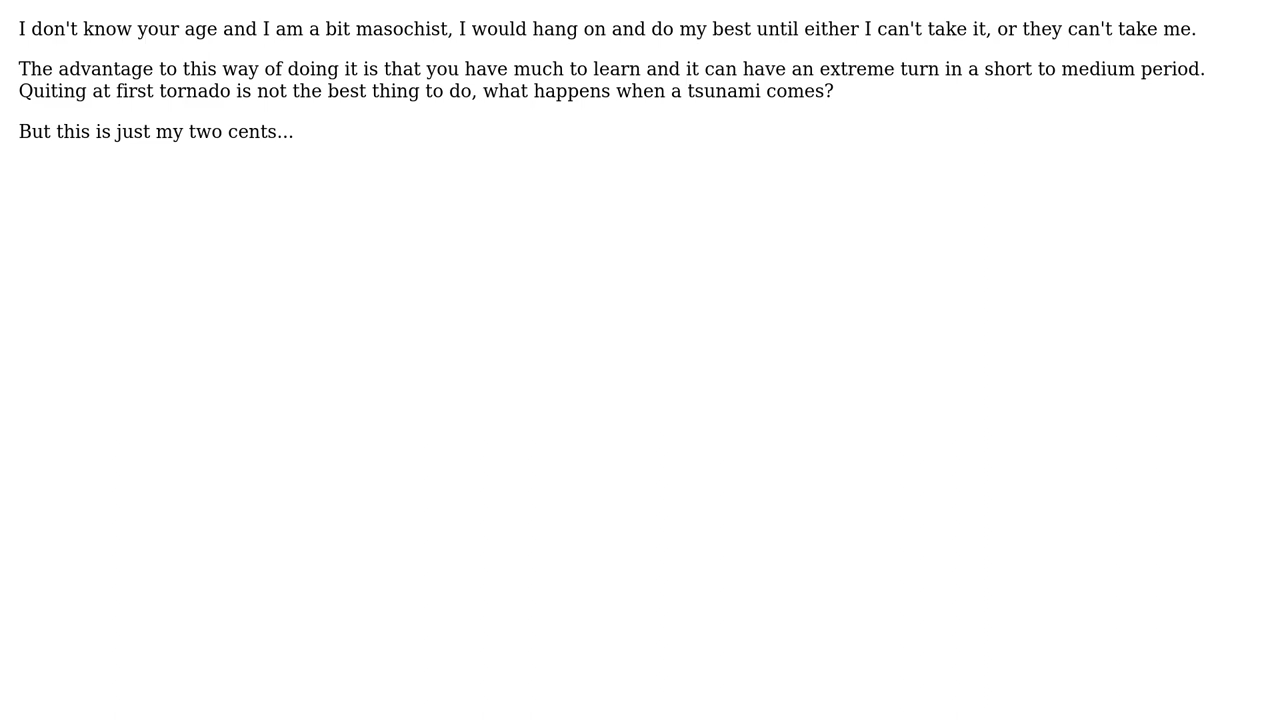 I don't know your age and I am a bit masochist, I would hang on and do my best until either I can't take it, or they can't take me.
The advantage to this way of doing it is that you have much to learn and it can have an extreme turn in a short to medium period.
Quiting at first tornado is not the best thing to do, what happens when a tsunami comes?
But this is just my two cents...